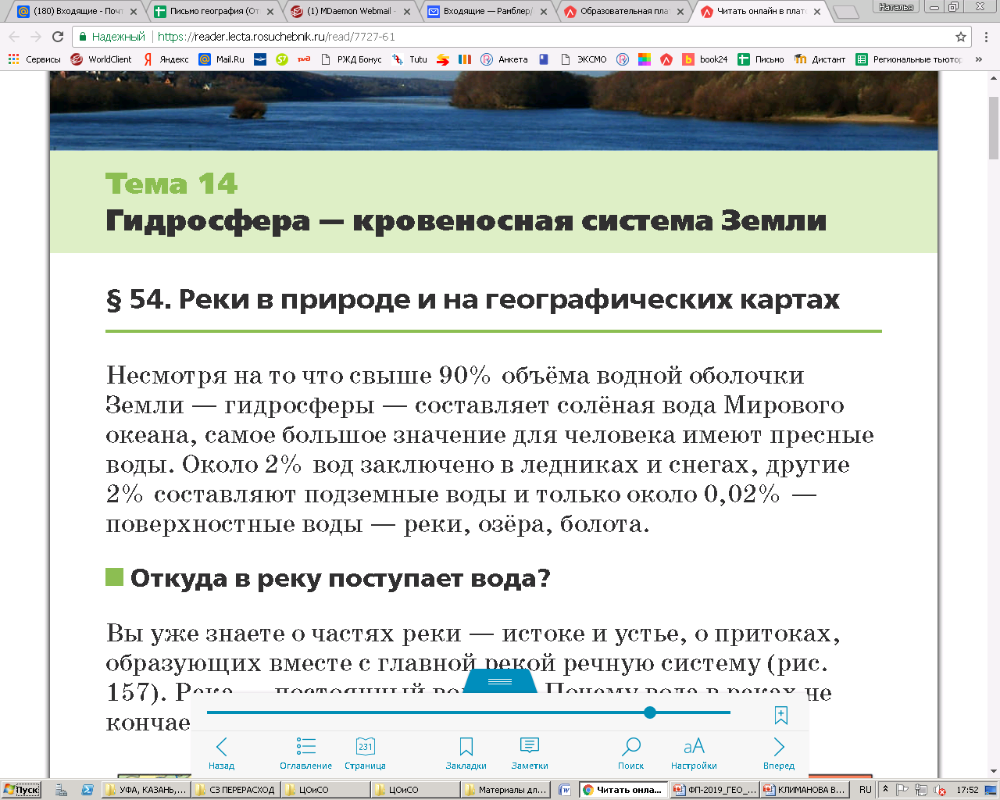 (180) Входящие - Почт
Письмо география (От
(1) MDaemon Webmail -
Входящие — Рамблер/
Образовательная плат
Читать онлайн в плат
Наталья
Надежный
https://reader.lecta.rosuchebnik.ru/read/7727-61
Сервисы
WorldClient
Яндекс
Mail.Ru
РЖД Бонус
Tutu
Анкета
ЭКСМО
book24
Письмо
Дистант
Региональные тьютор
»
Тема 14
Гидросфера — кровеносная система Земли
§ 54. Реки в природе и на географических картах
Несмотря на то что свыше 90% объёма водной оболочки
Земли — гидросферы — составляет солёная вода Мирового
океана, самое большое значение для человека имеют пресные
воды. Около 2% вод заключено в ледниках и снегах, другие
2% составляют подземные воды и только около 0,02% —
поверхностные воды — реки, озёра, болота.
Откуда в реку поступает вода?
Вы уже знаете о частях реки — истоке и устье, о притоках,
образующих вместе с главной рекой речную систему (рис.
157). Река — постоянный во Почему вода в реках не
кончае
Назад
Оглавление
231
Страница
Закладки
Заметки
Поиск
аА
Настройки
Вперед
Пуск
УФА, КАЗАНЬ,...
СЗ ПЕРЕРАСХОД
ЦОиСО
ЦОиСО
Материалы дл...
Читать онла...
ФП-2019_ГЕО_...
КЛИМАНОВА В...
RU
17:52